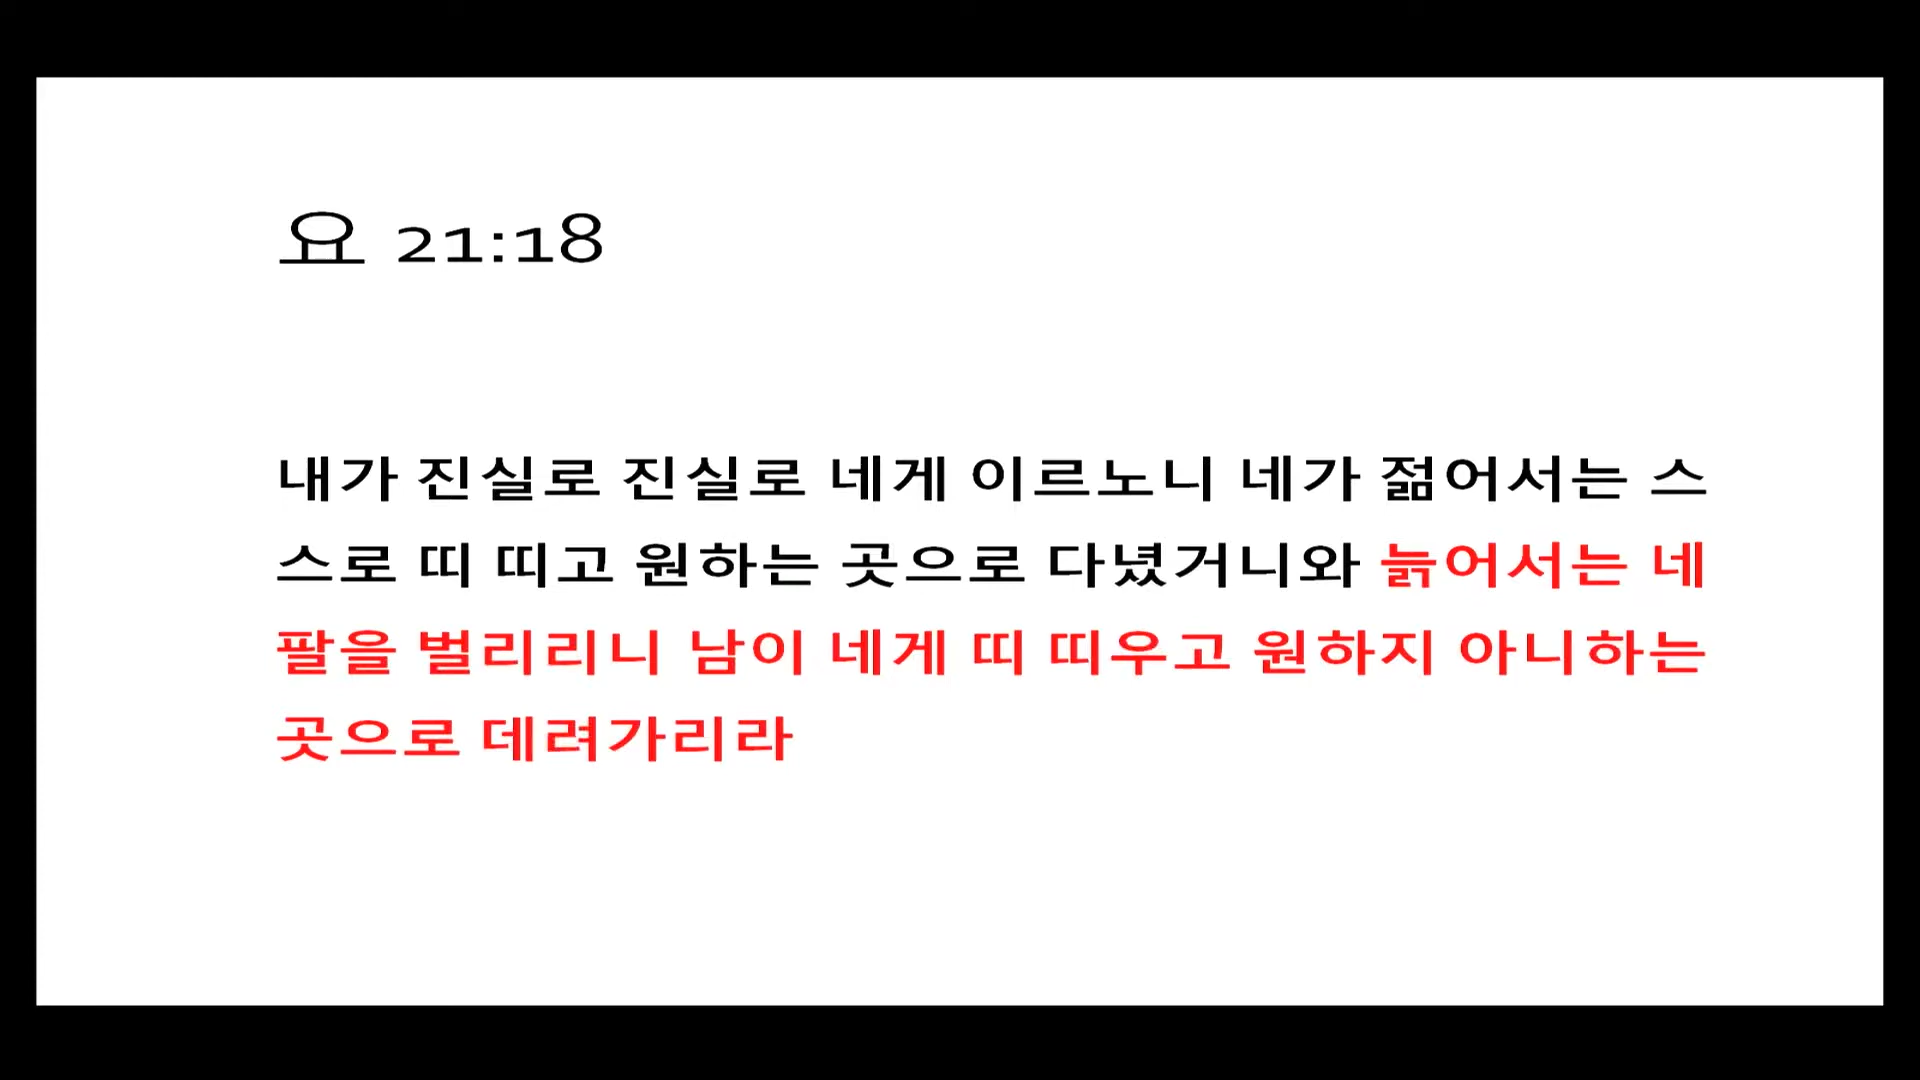 요 21:18
내가 진실로 진실로 네게 이르노니 네가 젊어서는 스
스로 띠 띠고 원하는 곳으로 다녔거니와 늙어서는 네
팔을 벌리리니 남이 네게 띠 띠우고 원하지 아니하는
곳으로 데려가리라